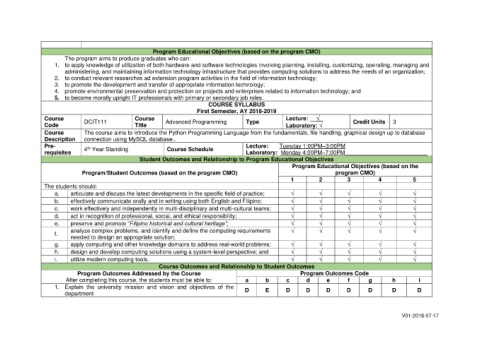 Program Educational Objectives (based on the program CMO)
The program aims to produce graduates who can:
1. to apply knowledge of utilization of both hardware and software technologies involving planning, installing, customizing, operating, managing and
administering, and maintaining information technology infrastructure that provides computing solutions to address the needs of an organization;
2. to conduct relevant researches ad extension program activities in the field of information technology;
3. to promote the development and transfer of appropriate information technology;
4. promote environmental preservation and protection on projects and enterprises related to information technology; and
5. to become morally upright IT professionals with primary or secondary job roles.
COURSE SYLLABUS
First Semester, AY 2018-2019
Course Code DCIT111 Course Title Advanced Programming Type Lecture: √ Laboratory: √ Credit Units 3
Course Description The course aims to introduce the Python Programming Language from the fundamentals, file handling, graphical design up to database
connection using MySQL database.
Pre-requisites 4th Year Standing Course Schedule Lecture: Tuesday 1:00PM–3:00PM
Laboratory: Monday 4:00PM–7:00PM
Student Outcomes and Relationship to Program Educational Objectives
Program/Student Outcomes (based on the program CMO) Program Educational Objectives (based on the program CMO)
1 2 3 4 5
The students should:
a. articulate and discuss the latest developments in the specific field of practice; √ √ √ √ √
b. effectively communicate orally and in writing using both English and Filipino; √ √ √ √ √
c. work effectively and independently in multi-disciplinary and multi-cultural teams; √ √ √ √ √
d. act in recognition of professional, social, and ethical responsibility; √ √ √ √ √
e. preserve and promote "Filipino historical and cultural heritage"; √ √ √ √ √
f. analyze complex problems, and identify and define the computing requirements √ √ √ √ √
needed to design an appropriate solution;
g. apply computing and other knowledge domains to address real-world problems; √ √ √ √ √
h. design and develop computing solutions using a system-level perspective; and √ √ √ √ √
i. utilize modern computing tools. √ √ √ √ √
Course Outcomes and Relationship to Student Outcomes
Program Outcomes Addressed by the Course Program Outcomes Code
After completing this course, the students must be able to: a b c d e f g h i
1. Explain the university mission and vision and objectives of the D E D D D D D D D
department
V01-2018-07-17